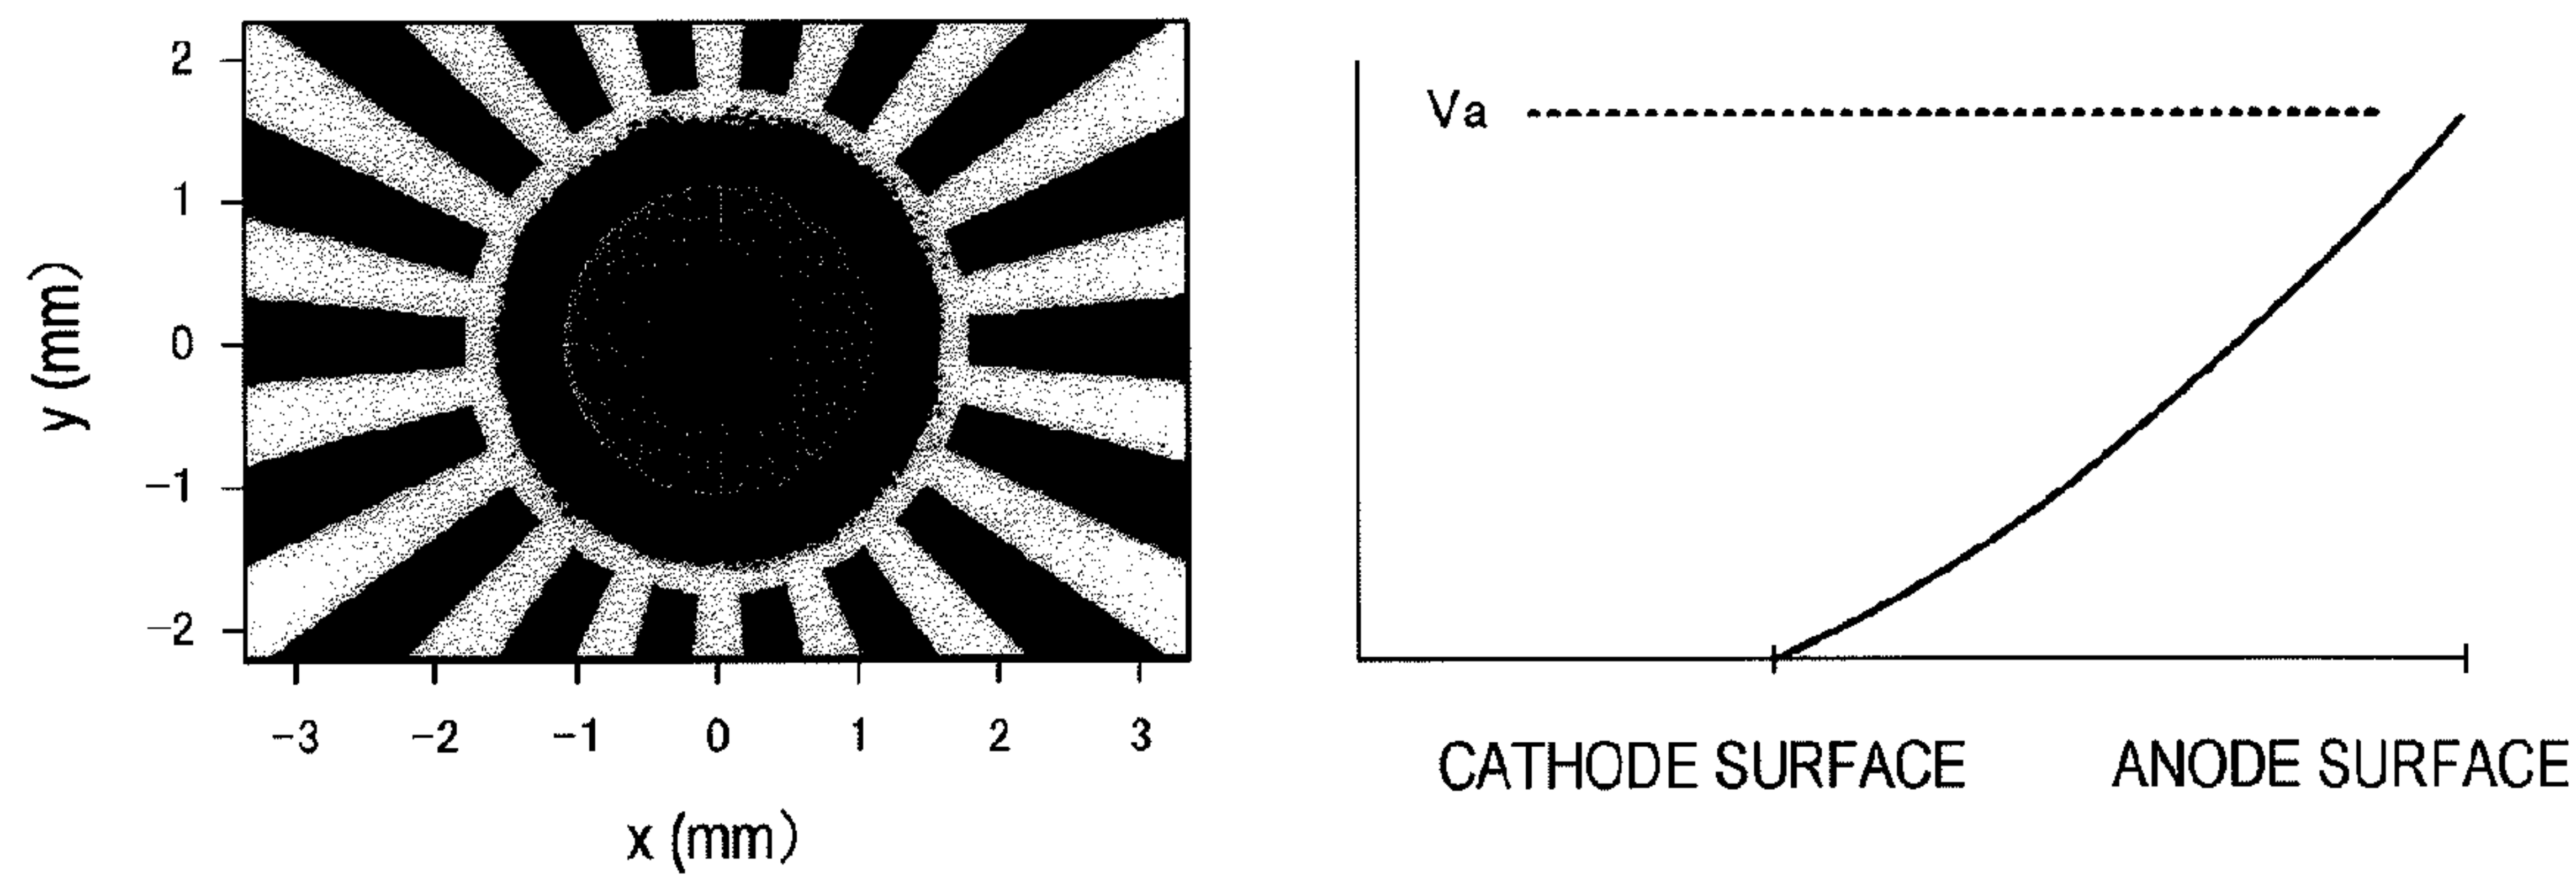 2
1
0
-1
-2
y (mm)
-3 -2 -1 0 1 2 3
x (mm)
Va
CATHODE SURFACE ANODE SURFACE